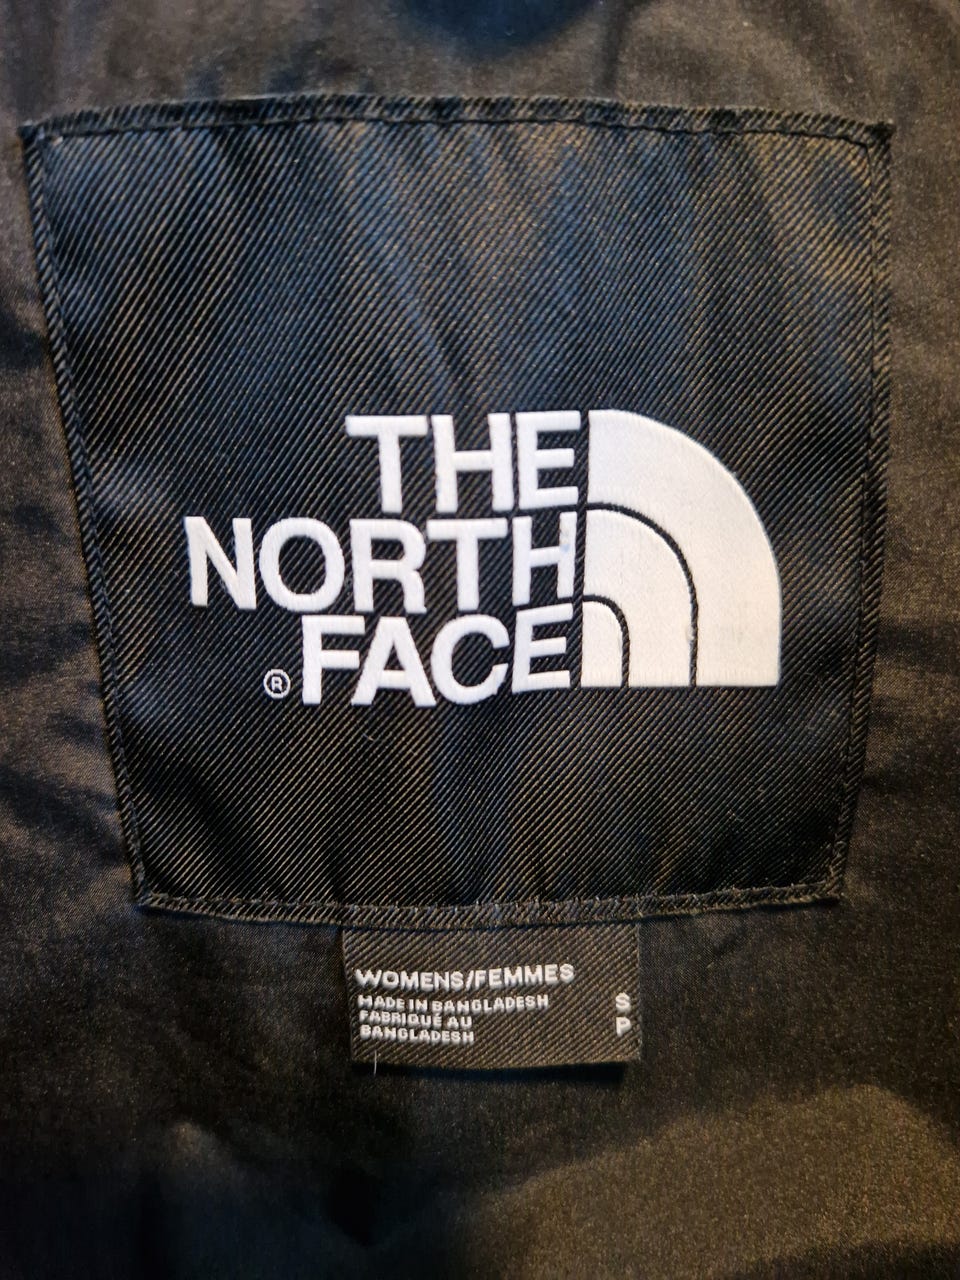 THE
NORTH
® FACE
WOMENS/FEMMES
MADE IN BANGLADESH
FABRIQUÉ AU
BANGLADESH
S
P